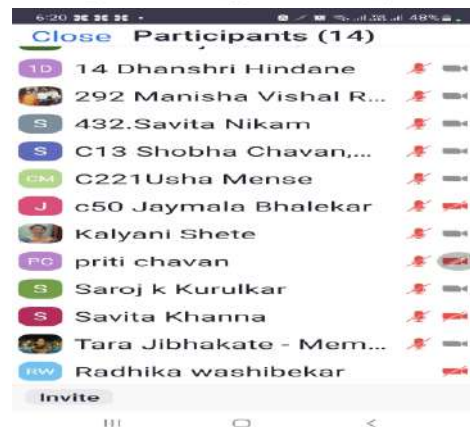 6:20
48%
Close Participants (14)
1D 14 Dhanshri Hindane
292 Manisha Vishal R...
S 432.Savita Nikam
S C13 Shobha Chavan,...
CM C221Usha Mense
J c50 Jaymala Bhalekar
Kalyani Shete
PC priti chavan
S Saroj k Kurulkar
S Savita Khanna
Tara Jibhakate - Mem...
RW Radhika washibekar
Invite